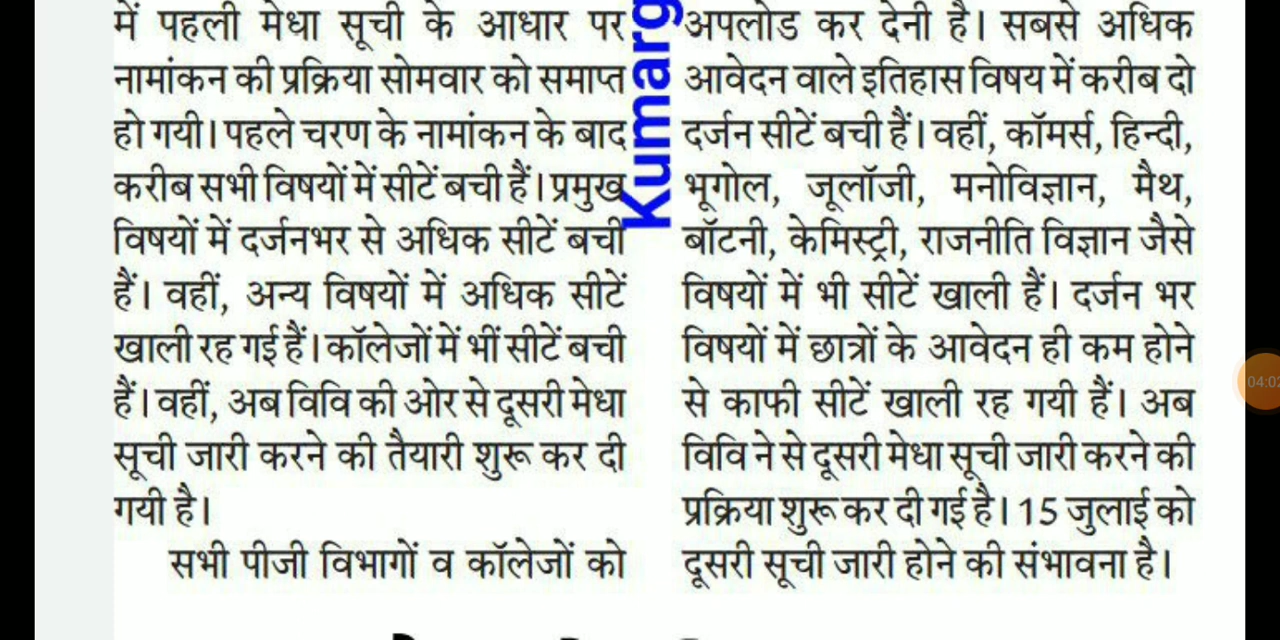 में पहली मेधा सूची के आधार पर
नामांकन की प्रक्रिया सोमवार को समाप्त
हो गयी। पहले चरण के नामांकन के बाद
करीब सभी विषयों में सीटें बची हैं। प्रमुख
विषयों में दर्जनभर से अधिक सीटें बची
हैं। वहीं, अन्य विषयों में अधिक सीटें
खाली रह गई हैं। कॉलेजों में भीं सीटें बची
हैं। वहीं, अब विवि की ओर से दूसरी मेधा
सूची जारी करने की तैयारी शुरू कर दी
गयी है।
सभी पीजी विभागों व कॉलेजों को
Kumarg
अपलोड कर देनी है। सबसे अधिक
आवेदन वाले इतिहास विषय में करीब दो
दर्जन सीटें बची हैं। वहीं, कॉमर्स, हिन्दी,
भूगोल, जूलॉजी, मनोविज्ञान, मैथ,
बॉटनी, केमिस्ट्री, राजनीति विज्ञान जैसे
विषयों में भी सीटें खाली हैं। दर्जन भर
विषयों में छात्रों के आवेदन ही कम होने
से काफी सीटें खाली रह गयी हैं। अब
विवि ने से दूसरी मेधा सूची जारी करने की
प्रक्रिया शुरू कर दी गई है। 15 जुलाई को
दूसरी सूची जारी होने की संभावना है।
04:02